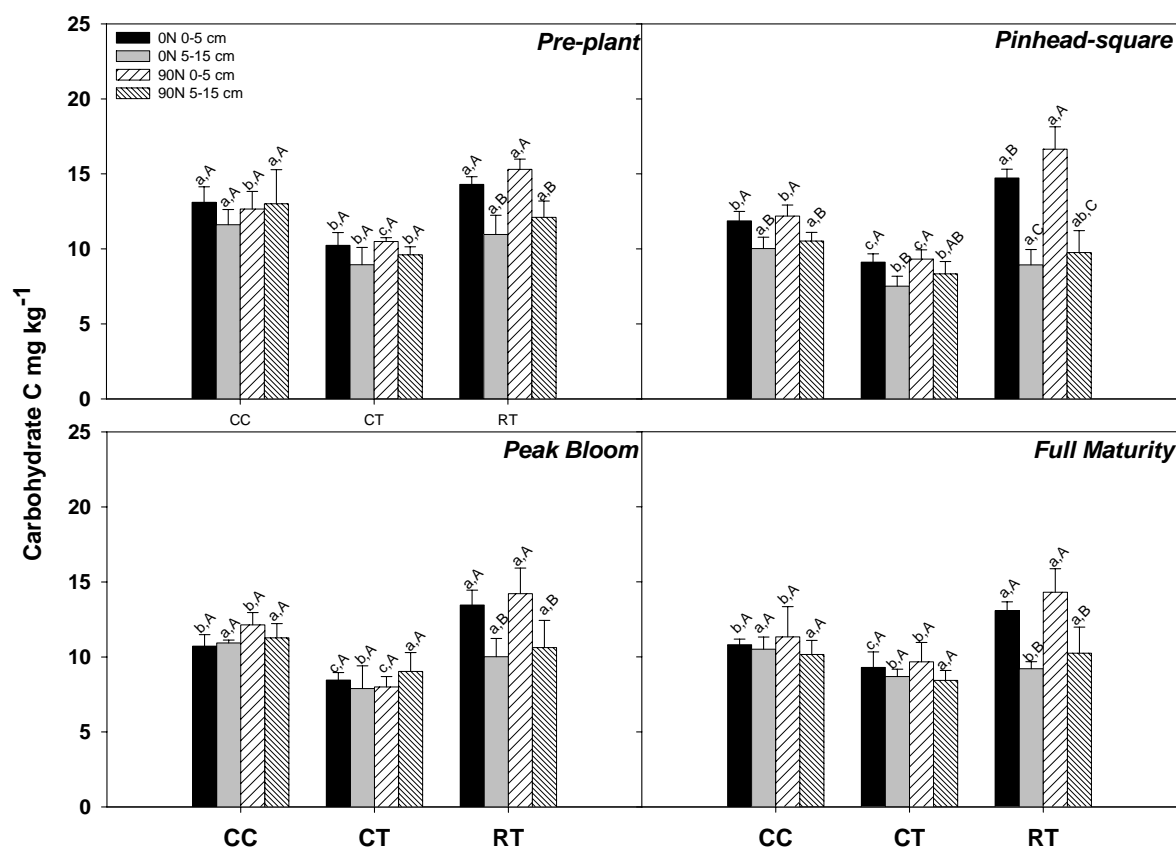 Carbohydrate C mg kg-1
25
20
15
10
5
0
0N 0-5 cm
0N 5-15 cm
90N 0-5 cm
90N 5-15 cm
Pre-plant
a,A
a,A
b,A
a,A
b,A
b,A
c,A
b,A
a,A
a,B
a,A
a,B
CC CT RT
Pinhead-square
b,A
a,B
b,A
a,B
c,A
b,B
c,A
b,AB
a,B
a,C
a,A
ab,C
25
20
15
10
5
0
Peak Bloom
b,A
a,A
b,A
a,A
c,A
b,A
c,A
a,A
a,A
a,B
a,A
a,B
CC CT RT
Full Maturity
b,A
a,A
b,A
a,A
c,A
b,A
b,A
a,A
a,A
b,B
a,A
a,B
CC CT RT